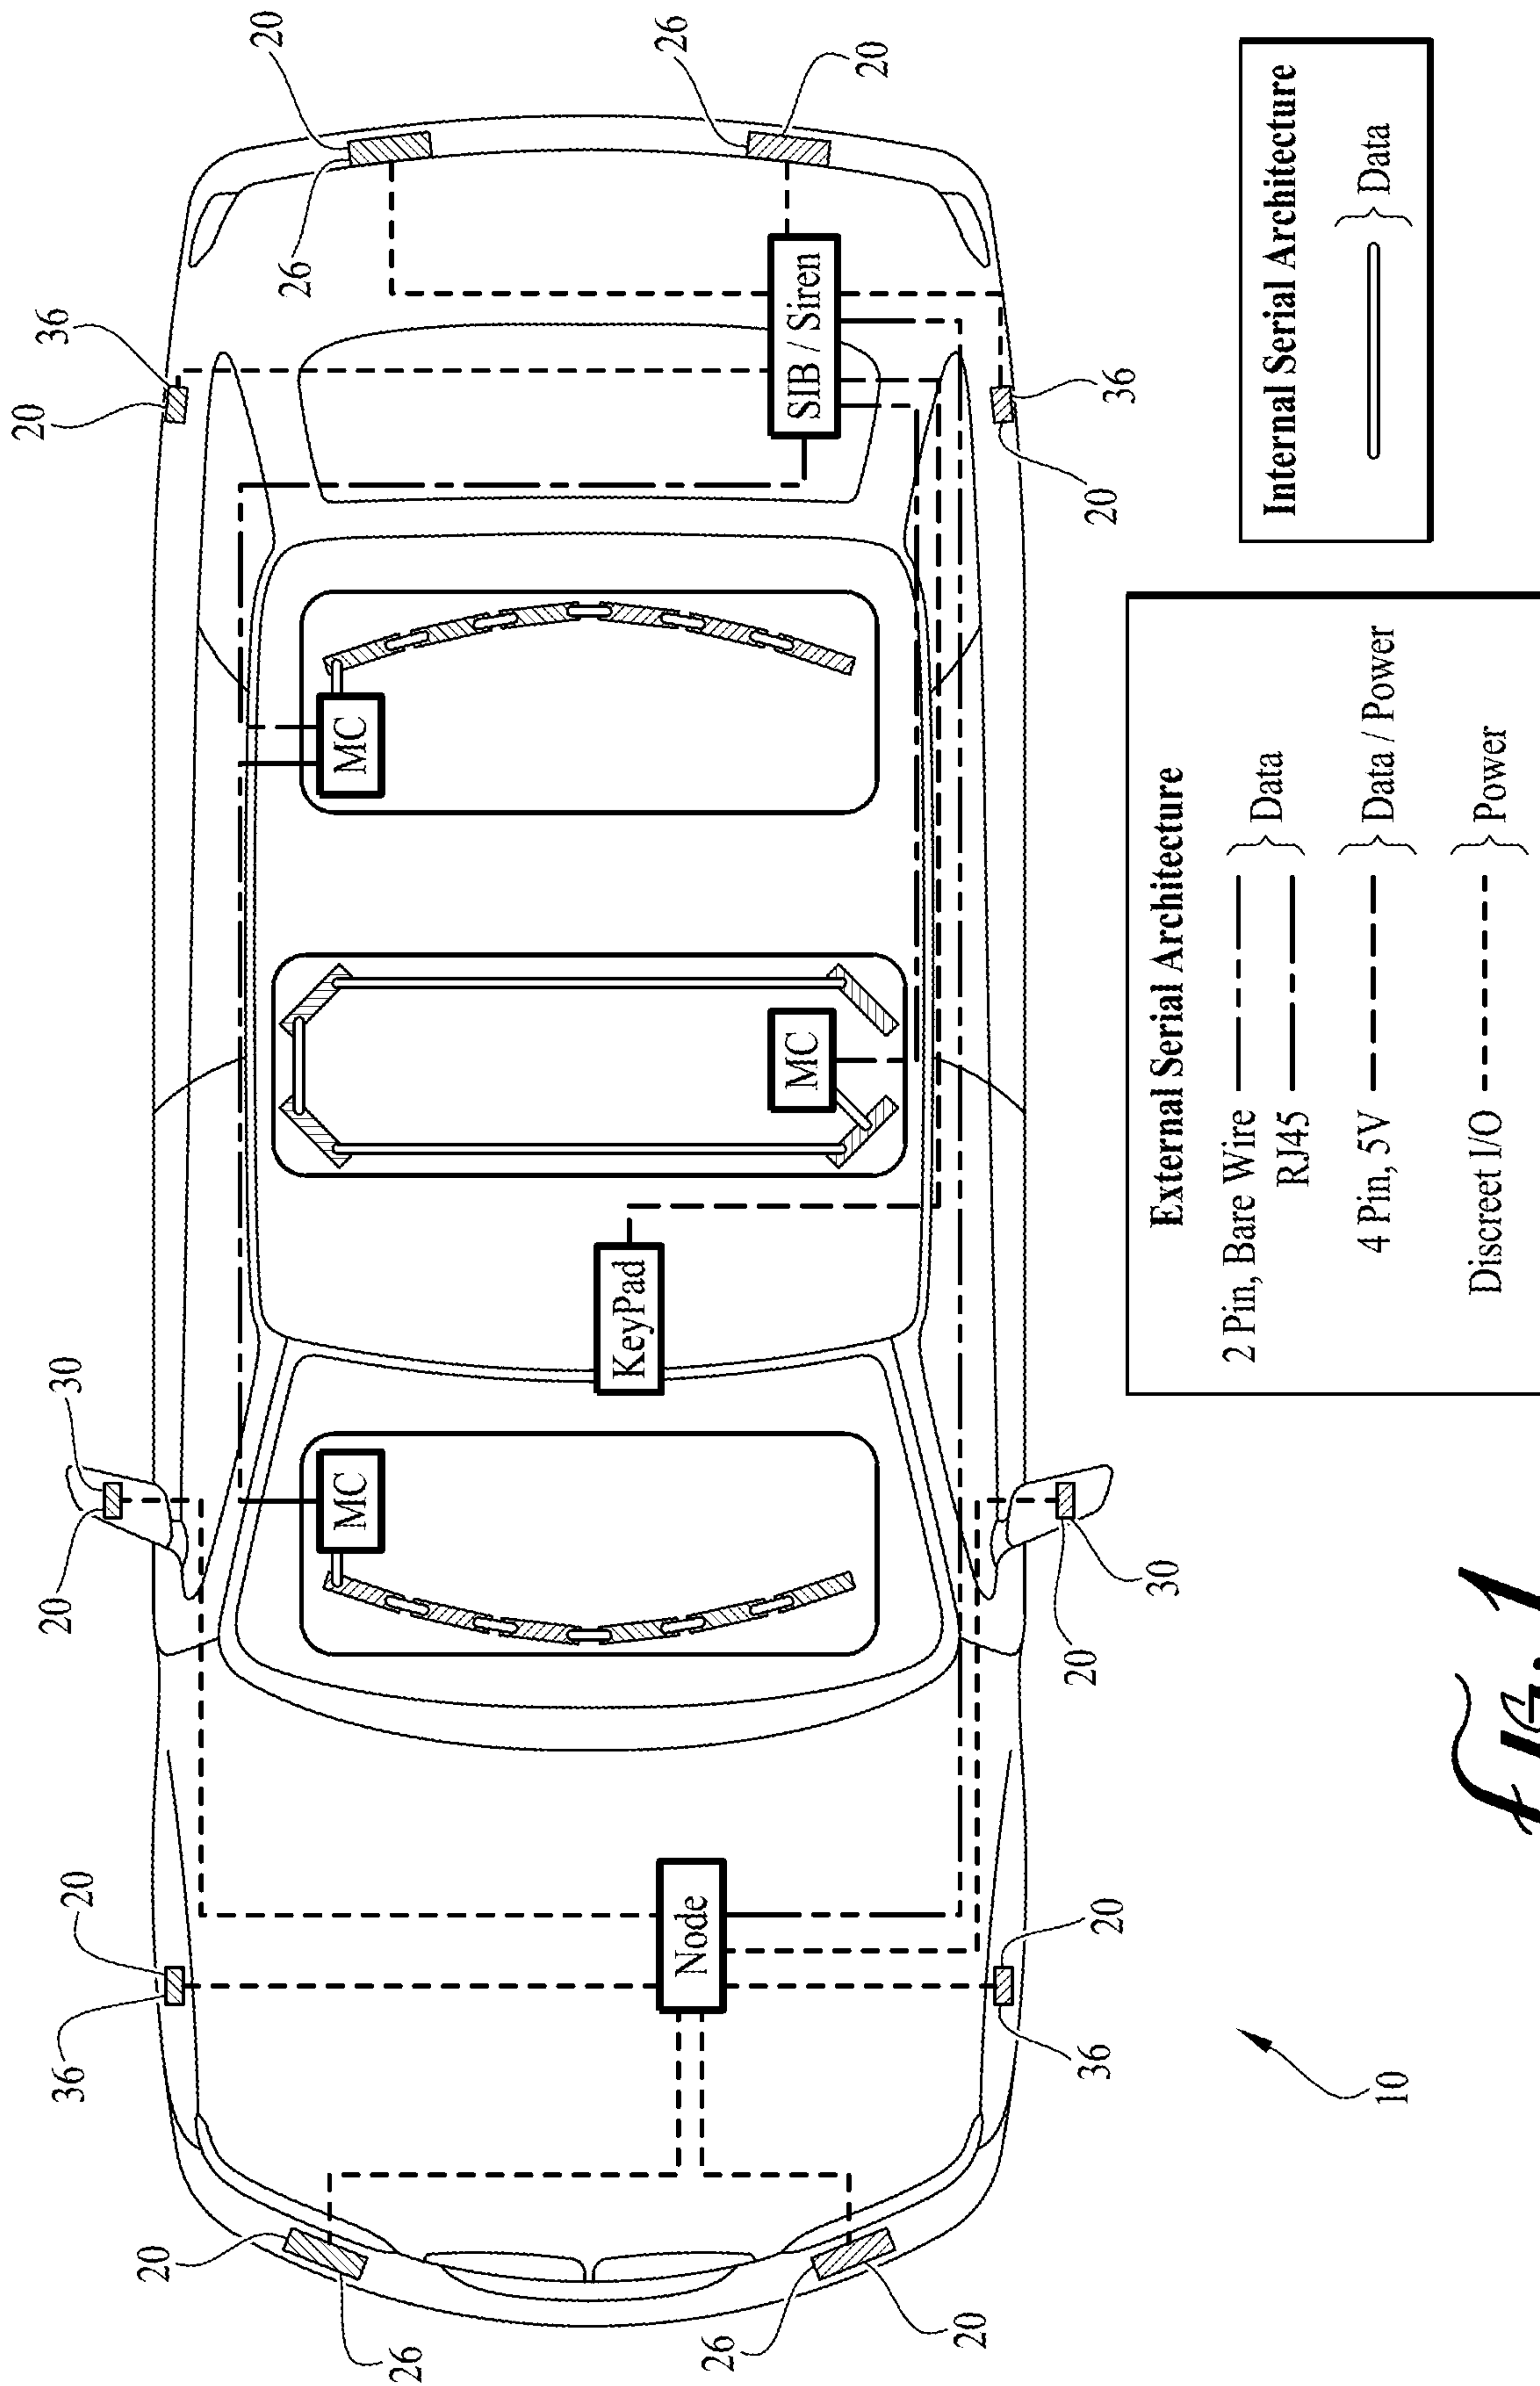 20
36
30
20
20
36
20
20
26
26
MC
MC
KeyPad
26
Node
26
MC
SIB / Siren
20
20
20
36
20
20
36
30
External Serial Architecture
2 Pin, Bare Wire } Data
RJ45
4 Pin, 5V } Data / Power
Discreet I/O } Power
Internal Serial Architecture
} Data
10
fig.1